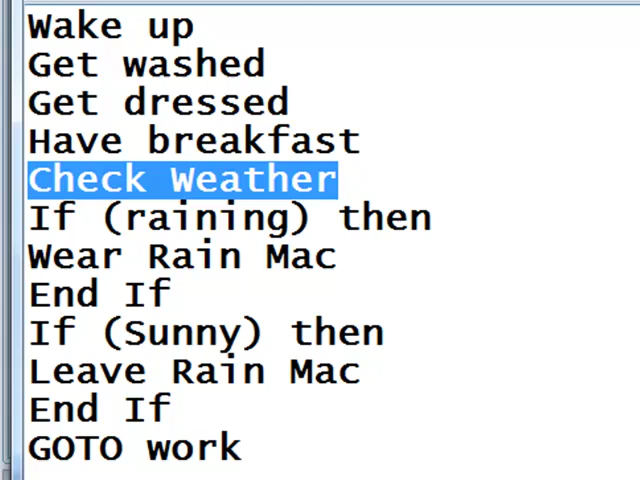 Wake up
Get washed
Get dressed
Have breakfast
Check Weather
If (raining) then
Wear Rain Mac
End If
If (Sunny) then
Leave Rain Mac
End If
GOTO work